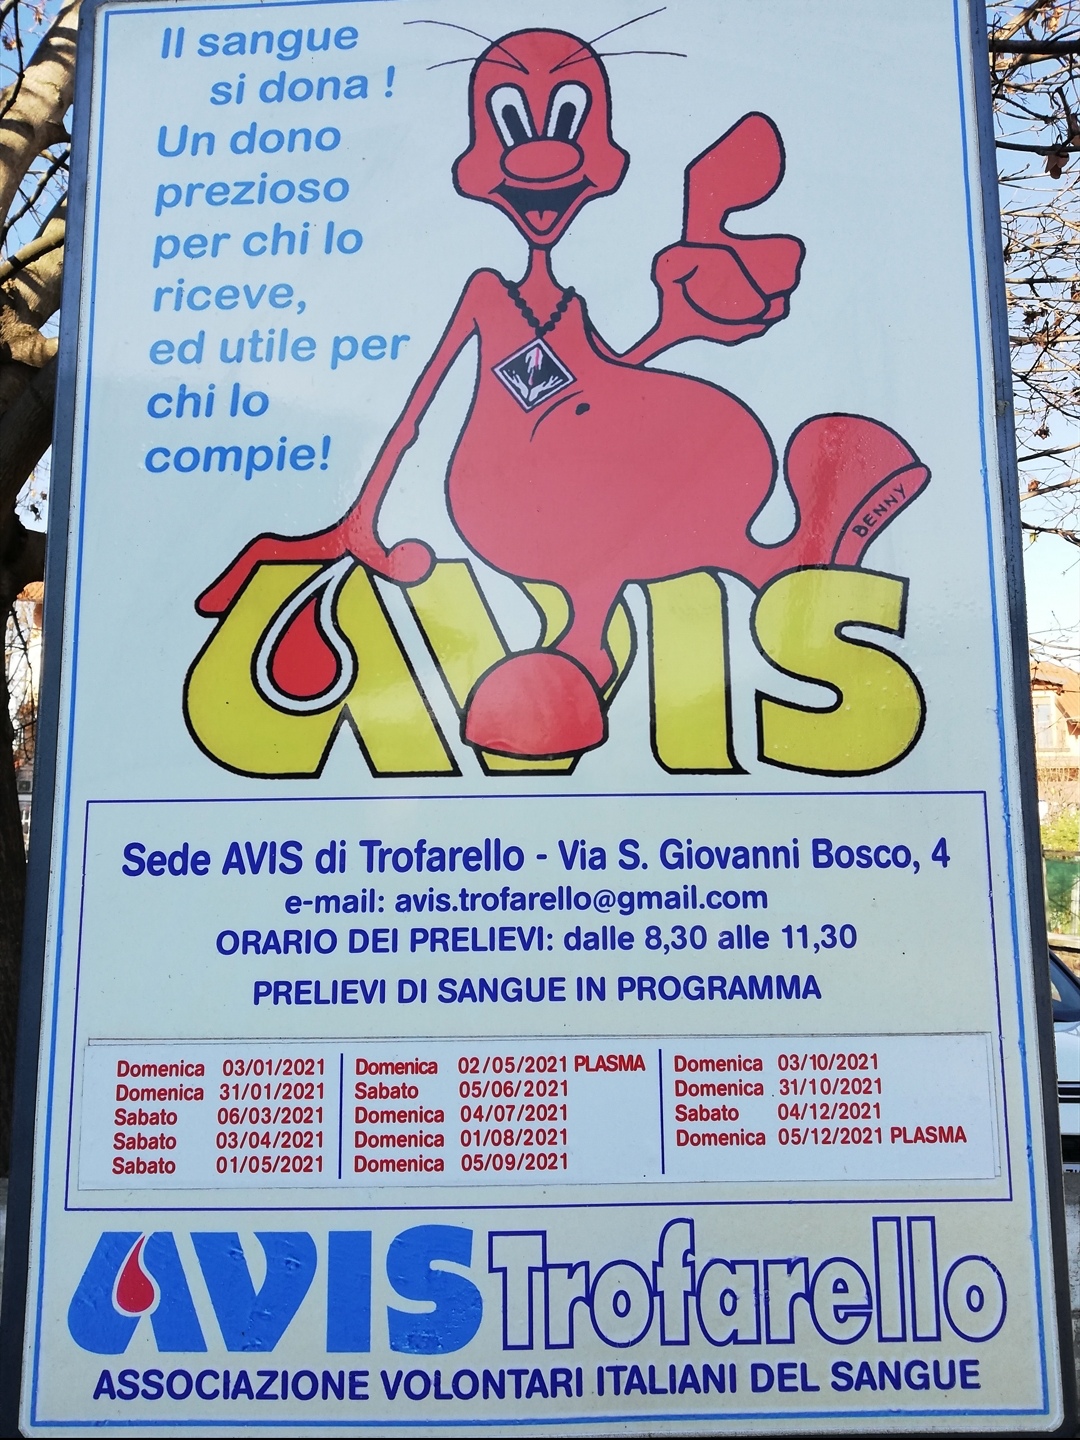 Il sangue
si dona !
Un dono
prezioso
per chi lo
riceve,
ed utile per
chi lo
compie!
BENNY
AVIS
Sede AVIS di Trofarello - Via S. Giovanni Bosco, 4
e-mail: avis.trofarello@gmail.com
ORARIO DEI PRELIEVI: dalle 8,30 alle 11,30
PRELIEVI DI SANGUE IN PROGRAMMA
Domenica 03/01/2021
Domenica 31/01/2021
Sabato 06/03/2021
Sabato 03/04/2021
Sabato 01/05/2021
Domenica 02/05/2021 PLASMA
Sabato 05/06/2021
Domenica 04/07/2021
Domenica 01/08/2021
Domenica 05/09/2021
Domenica 03/10/2021
Domenica 31/10/2021
Sabato 04/12/2021
Domenica 05/12/2021 PLASMA
AVIS Trofarello
ASSOCIAZIONE VOLONTARI ITALIANI DEL SANGUE